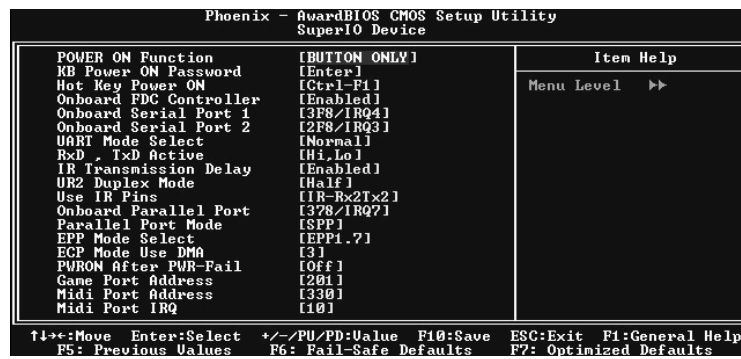 Phoenix - AwardBIOS CMOS Setup Utility
SuperIO Device
POWER ON Function [BUTTON ONLY]
KB Power ON Password [Enter]
Hot Key Power ON [Ctrl-F1]
Onboard FDC Controller [Enabled]
Onboard Serial Port 1 [3F8/IRQ4]
Onboard Serial Port 2 [2F8/IRQ3]
UART Mode Select [Normal]
RxD , TxD Active [Hi,Lo]
IR Transmission Delay [Enabled]
UR2 Duplex Mode [Half]
Use IR Pins [IR-Rx2Tx2]
Onboard Parallel Port [378/IRQ7]
Parallel Port Mode [SPP]
EPP Mode Select [EPP1.7]
ECP Mode Use DMA [3]
PWRON After PWR-Fail [Off]
Game Port Address [201]
Midi Port Address [330]
Midi Port IRQ [10]
Item Help
Menu Level ▸▸
↑↓→←:Move Enter:Select +/-/PU/PD:Value F10:Save ESC:Exit F1:General Help
F5: Previous Values F6: Fail-Safe Defaults F7: Optimized Defaults